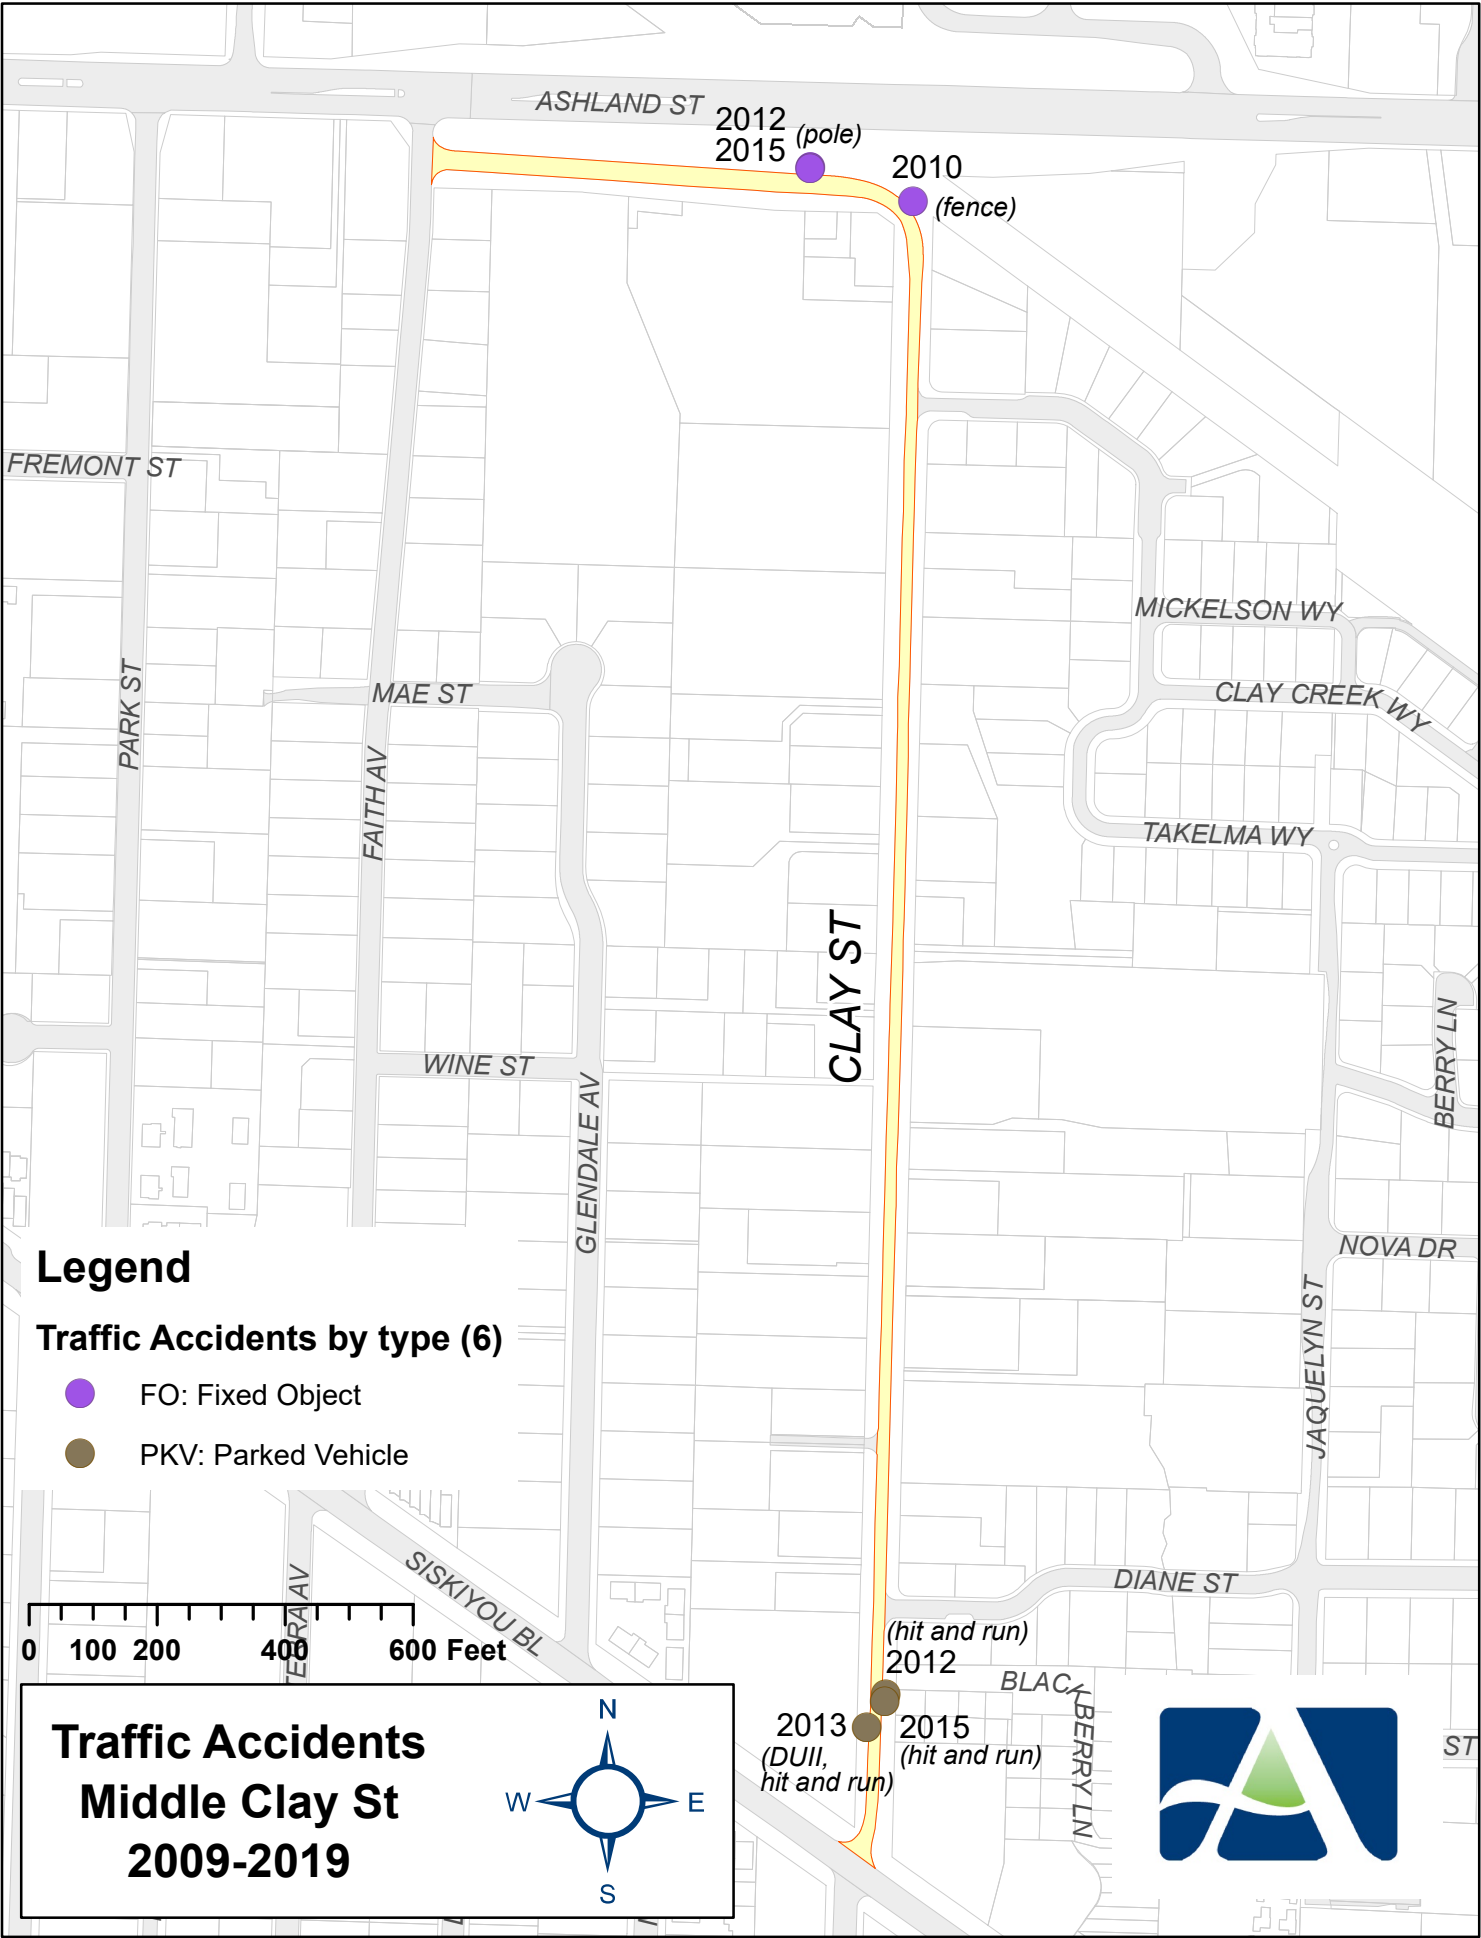 ASHLAND ST
2012
2015
(pole)
2010
(fence)
FREMONT ST
MICKELSON WY
PARK ST
MAE ST
CLAY CREEK WY
FAITH AV
TAKELMA WY
CLAY ST
BERRY LN
WINE ST
GLENDALE AV
NOVA DR
JAQUELYN ST
Legend
Traffic Accidents by type (6)
FO: Fixed Object
PKV: Parked Vehicle
SISKIYOU BL
DIANE ST
0 100 200 400 600 Feet
(hit and run)
2012
BLACKBERRY LN
2013
(DUII,
hit and run)
2015
(hit and run)
ST
Traffic Accidents
Middle Clay St
2009-2019
N
W E
S